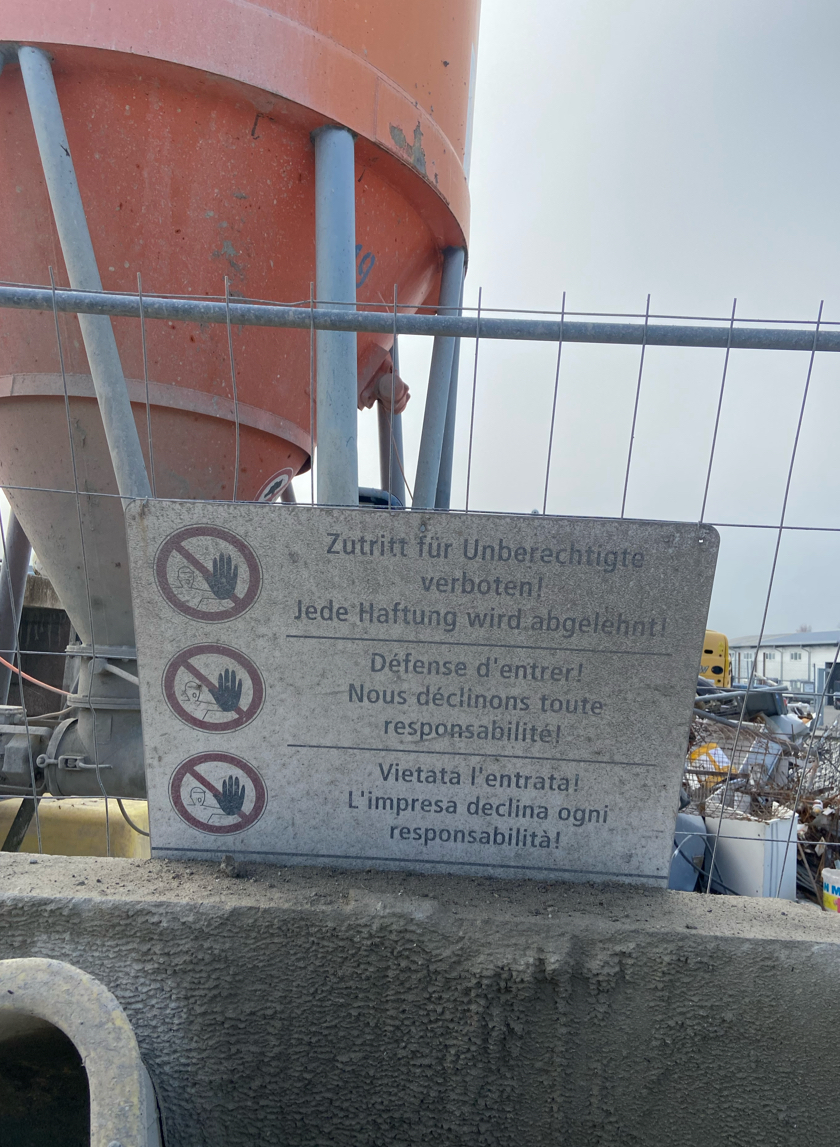 Zutritt für Unberechtigte
verboten!
Jede Haftung wird abgelehnt!
Défense d'entrer!
Nous déclinons toute
responsabilité!
Vietata l'entrata!
L'impresa declina ogni
responsabilità!